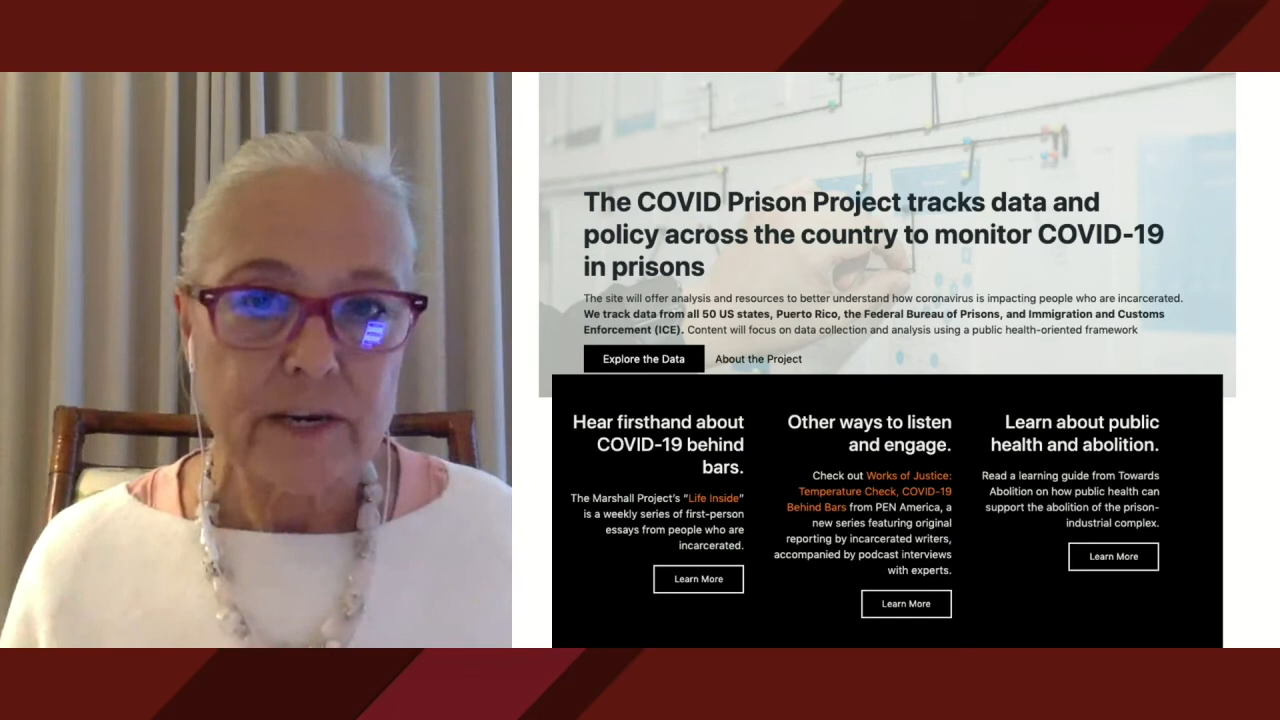 The COVID Prison Project tracks data and
policy across the country to monitor COVID-19
in prisons
The site will offer analysis and resources to better understand how coronavirus is impacting people who are incarcerated.
We track data from all 50 US states, Puerto Rico, the Federal Bureau of Prisons, and Immigration and Customs
Enforcement (ICE). Content will focus on data collection and analysis using a public health-oriented framework
Explore the Data
About the Project
Hear firsthand about
COVID-19 behind
bars.
The Marshall Project's "Life Inside"
is a weekly series of first-person
essays from people who are
incarcerated.
Learn More
Other ways to listen
and engage.
Check out Works of Justice:
Temperature Check, COVID-19
Behind Bars from PEN America, a
new series featuring original
reporting by incarcerated writers,
accompanied by podcast interviews
with experts.
Learn More
Learn about public
health and abolition.
Read a learning guide from Towards
Abolition on how public health can
support the abolition of the prison-
industrial complex.
Learn More